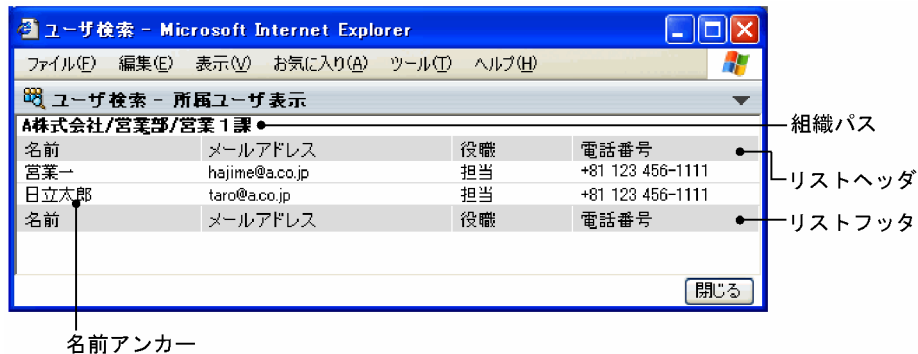 ユーザ検索 - Microsoft Internet Explorer
ファイル(F) 編集(E) 表示(V) お気に入り(A) ツール(T) ヘルプ(H)
ユーザ検索 - 所属ユーザ表示
A株式会社/営業部/営業1課
組織パス
名前 メールアドレス 役職 電話番号
リストヘッダ
営業一 hajime@a.co.jp 担当 +81 123 456-1111
日立太郎 taro@a.co.jp 担当 +81 123 456-1111
名前 メールアドレス 役職 電話番号
リストフッタ
閉じる
名前アンカー